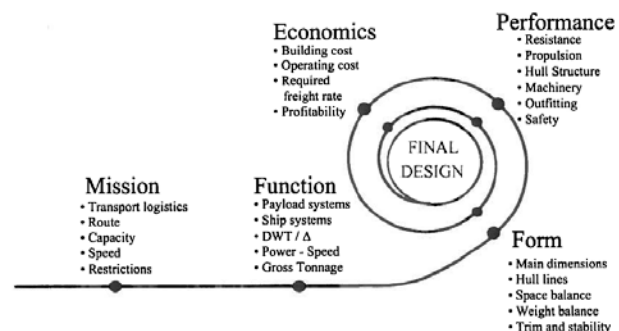 Economics
• Building cost
• Operating cost
• Required
freight rate
• Profitability
Performance
• Resistance
• Propulsion
• Hull Structure
• Machinery
• Outfitting
• Safety
FINAL
DESIGN
Mission
• Transport logistics
• Route
• Capacity
• Speed
• Restrictions
Function
• Payload systems
• Ship systems
• DWT / Δ
• Power - Speed
• Gross Tonnage
Form
• Main dimensions
• Hull lines
• Space balance
• Weight balance
• Trim and stability